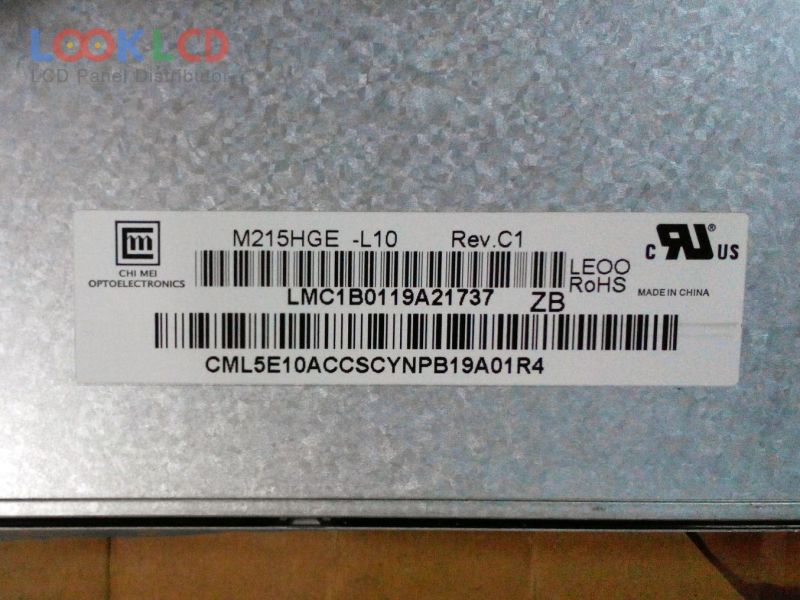 LOOKLCD
LCD Panel Distributor
M215HGE -L10 Rev.C1
CHI MEI
OPTOELECTRONICS
LEOO
RoHS
C UL® US
MADE IN CHINA
LMC1B0119A21737 ZB
CML5E10ACCSCYNPB19A01R4